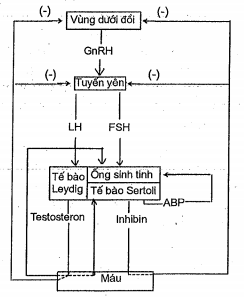 (-) Vùng dưới đồi (-)
GnRH
(-) Tuyến yên (-)
LH FSH
Tế bào Leydig
Ống sinh tinh
Tế bào Sertoli
ABP
Testosteron Inhibin
Máu